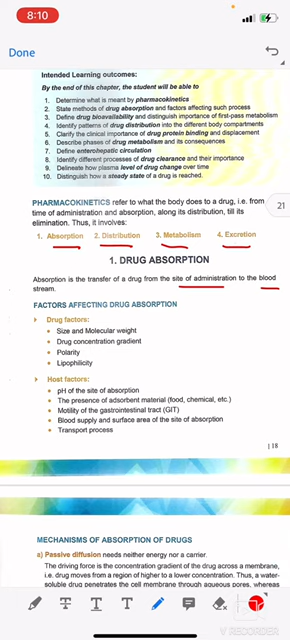 8:10
Done
Intended Learning outcomes:
By the end of this chapter, the student will be able to
1. Determine what is meant by pharmacokinetics
2. State methods of drug absorption and factors affecting such process
3. Define drug bioavailability and distinguish importance of first-pass metabolism
4. Identify patterns of drug distribution into the different body compartments
5. Clarify the clinical importance of drug protein binding and displacement
6. Describe phases of drug metabolism and its consequences
7. Define enterohepatic circulation
8. Identify different processes of drug clearance and their importance
9. Delineate how plasma level of drug change over time
10. Distinguish how a steady state of a drug is reached.
PHARMACOKINETICS refer to what the body does to a drug, i.e. from
time of administration and absorption, along its distribution, till its
elimination. Thus, it involves:
21
1. Absorption 2. Distribution 3. Metabolism 4. Excretion
1. DRUG ABSORPTION
Absorption is the transfer of a drug from the site of administration to the blood
stream.
FACTORS AFFECTING DRUG ABSORPTION
Drug factors:
• Size and Molecular weight
• Drug concentration gradient
• Polarity
• Lipophilicity
Host factors:
• pH of the site of absorption
• The presence of adsorbent material (food, chemical, etc.)
• Motility of the gastrointestinal tract (GIT)
• Blood supply and surface area of the site of absorption
• Transport process
| 18
MECHANISMS OF ABSORPTION OF DRUGS
a) Passive diffusion needs neither energy nor a carrier.
The driving force is the concentration gradient of the drug across a membrane,
i.e. drug moves from a region of higher to a lower concentration. Thus, a water-
soluble drug penetrates the cell membrane through aqueous pores, whereas
V RECORDER